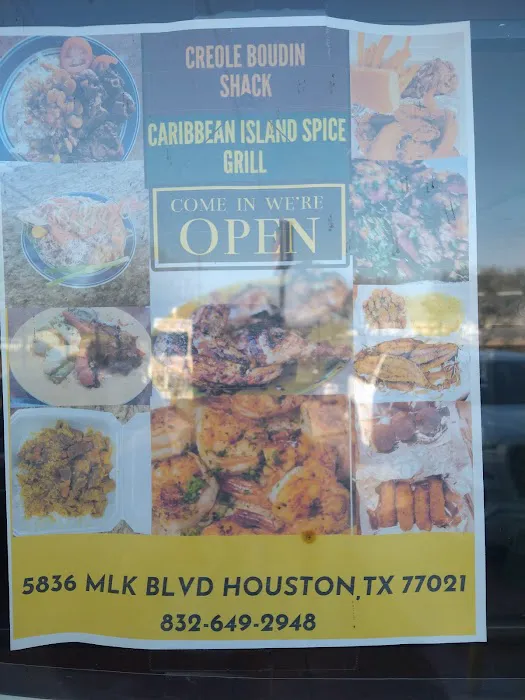 CREOLE BOUDIN
SHACK
CARIBBEAN ISLAND SPICE
GRILL
COME IN WE'RE
OPEN
5836 MLK BLVD HOUSTON, TX 77021
832-649-2948